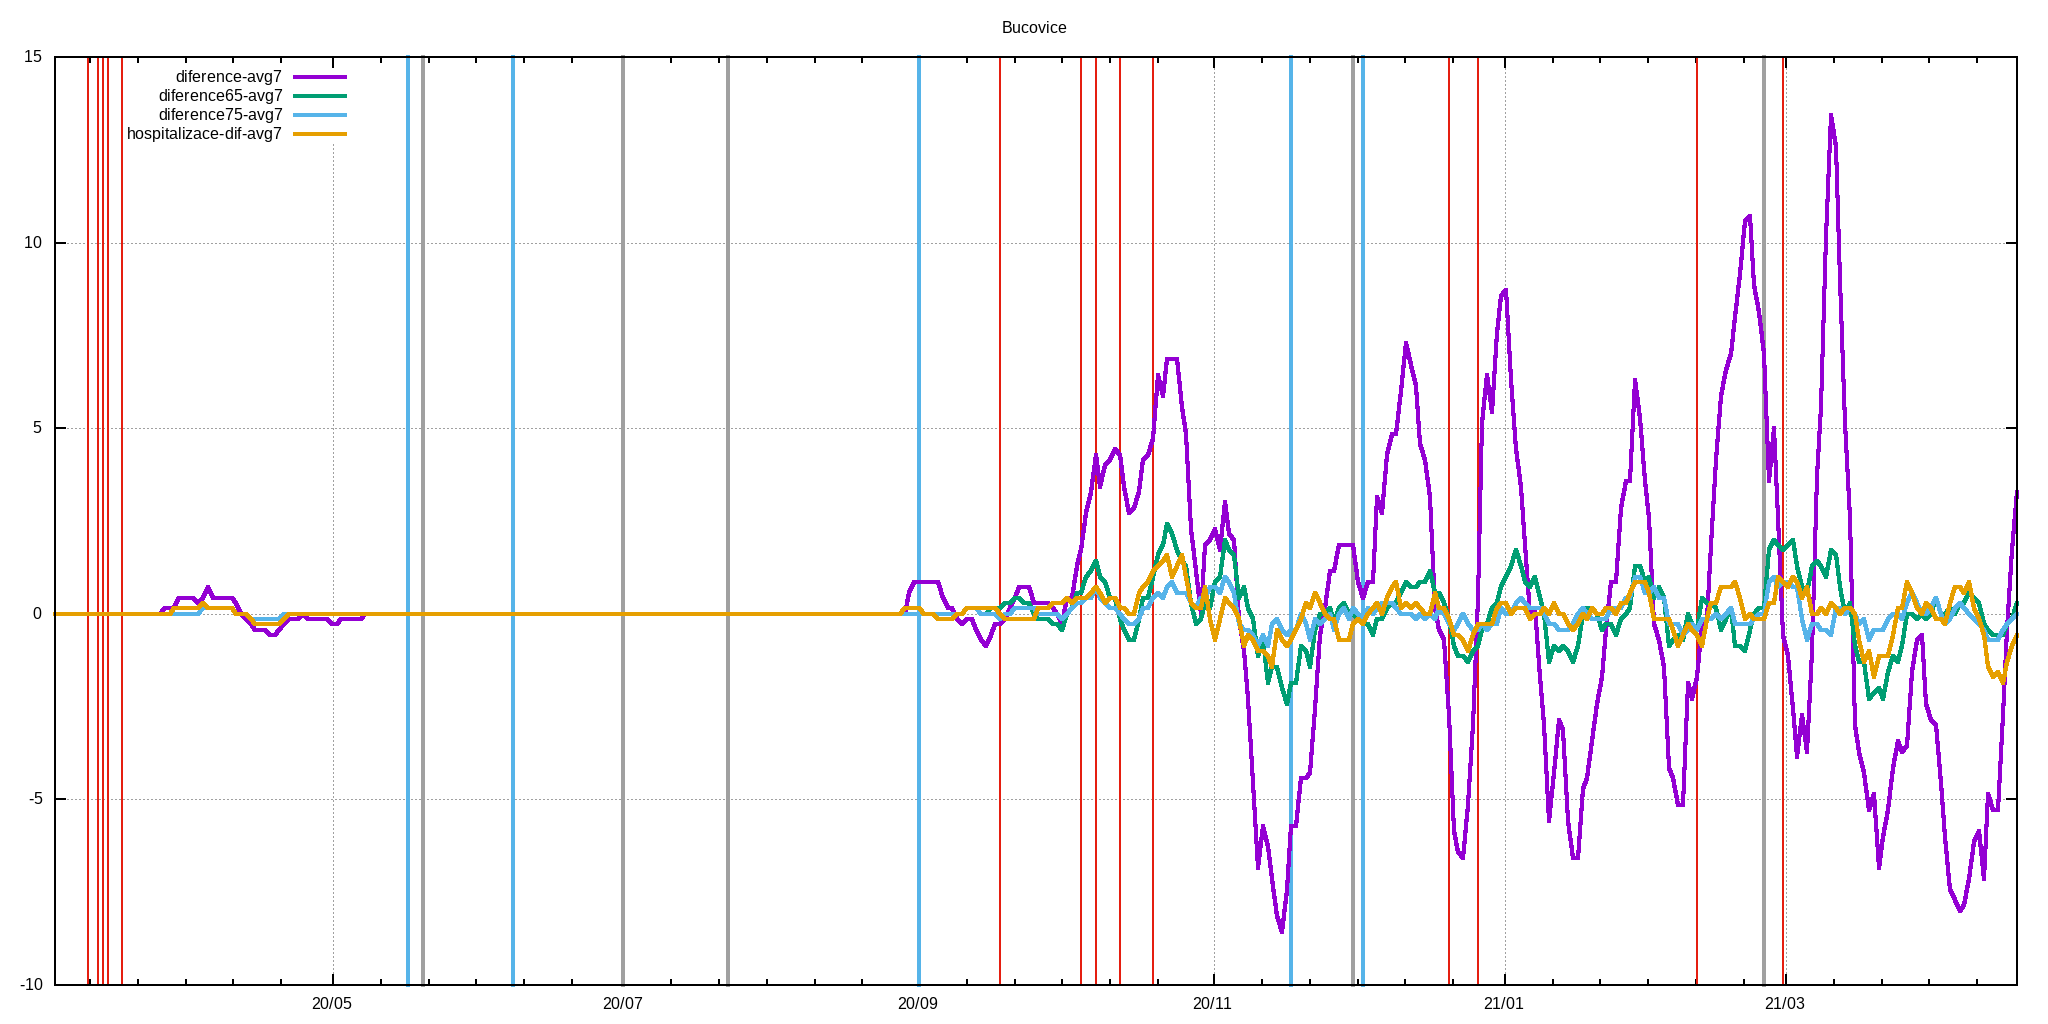 Bucovice
15
10
5
0
-5
-10
diference-avg7
diference65-avg7
diference75-avg7
hospitalizace-dif-avg7
20/05
20/07
20/09
20/11
21/01
21/03